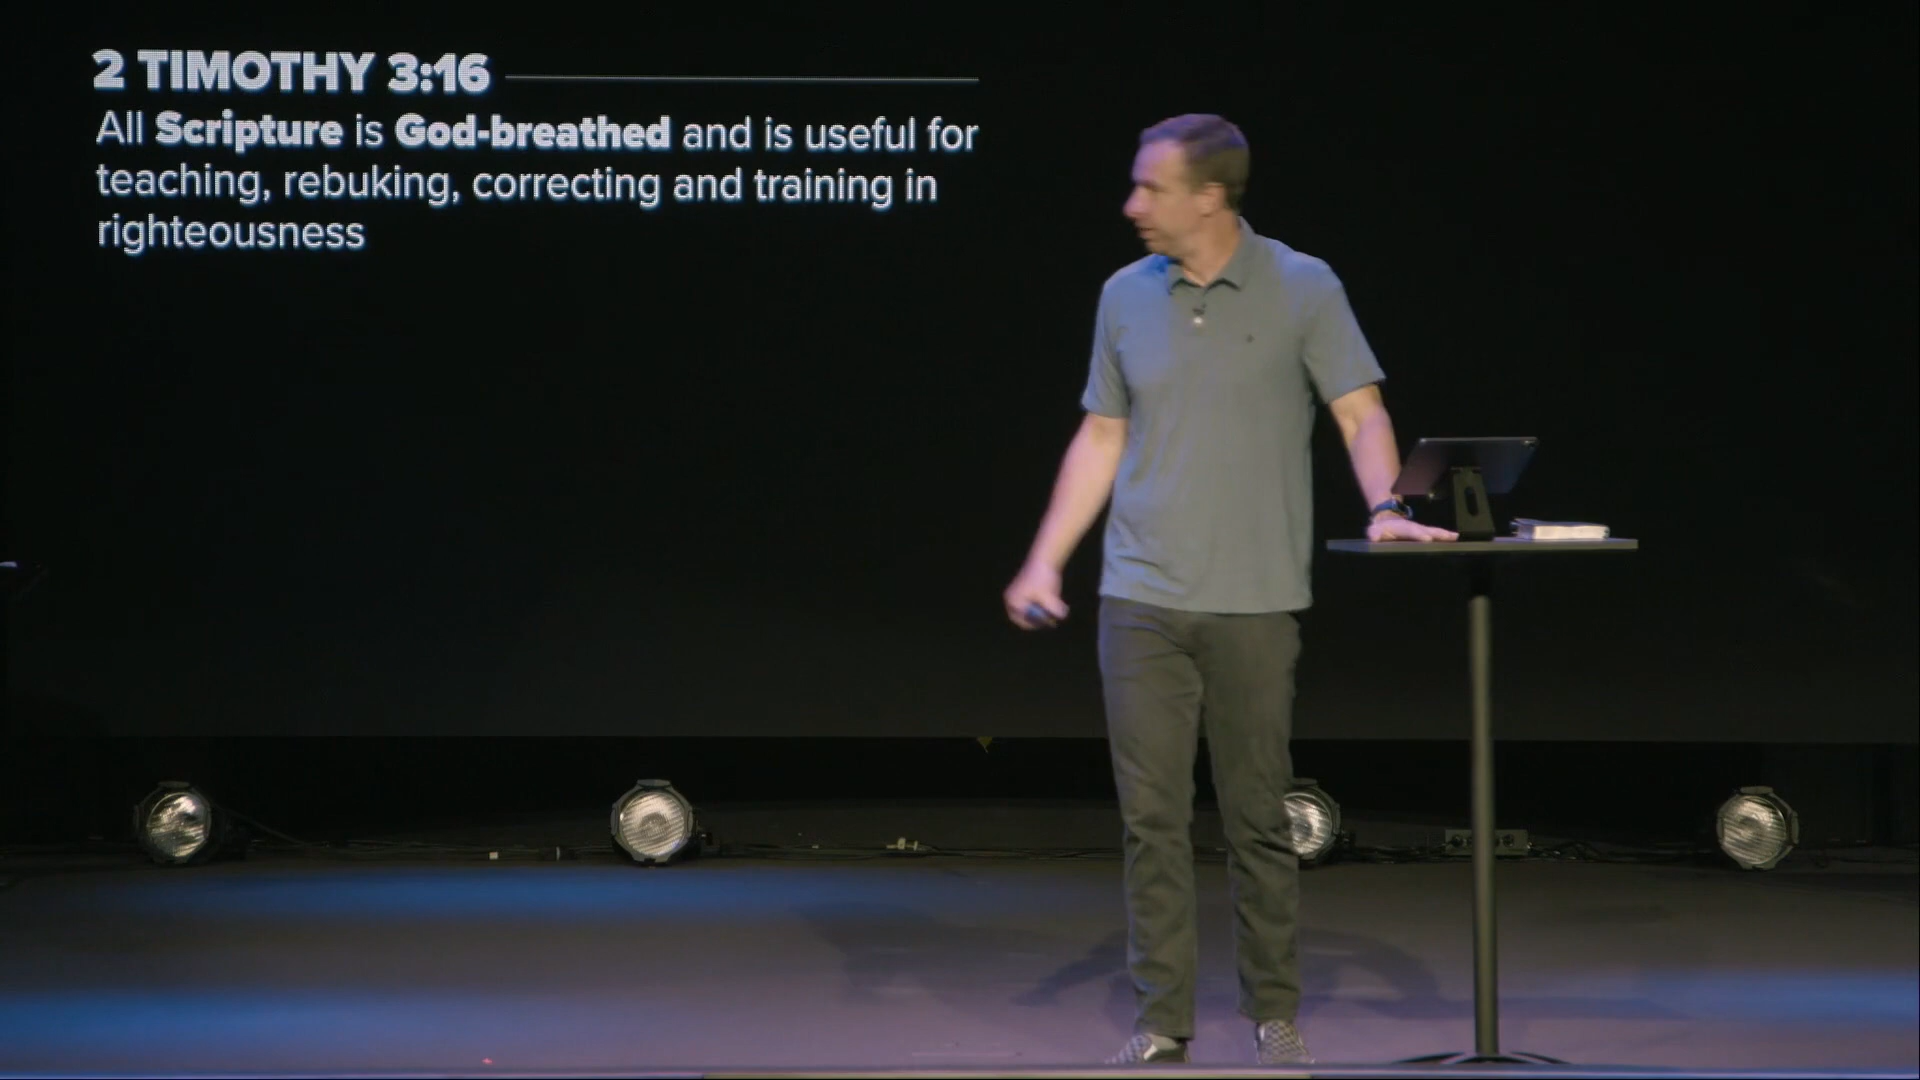 2 TIMOTHY 3:16
All Scripture is God-breathed and is useful for
teaching, rebuking, correcting and training in
righteousness